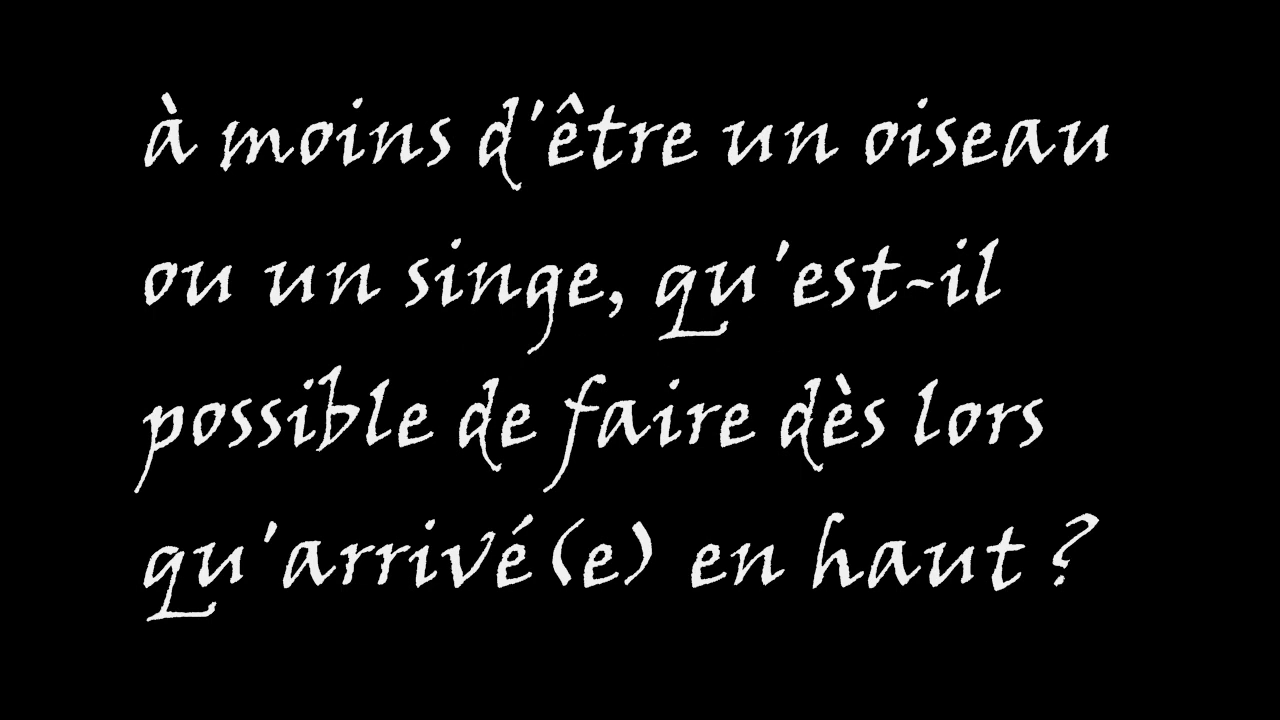 à moins d'être un oiseau
ou un singe, qu'est-il
possible de faire dès lors
qu'arrivé(e) en haut ?